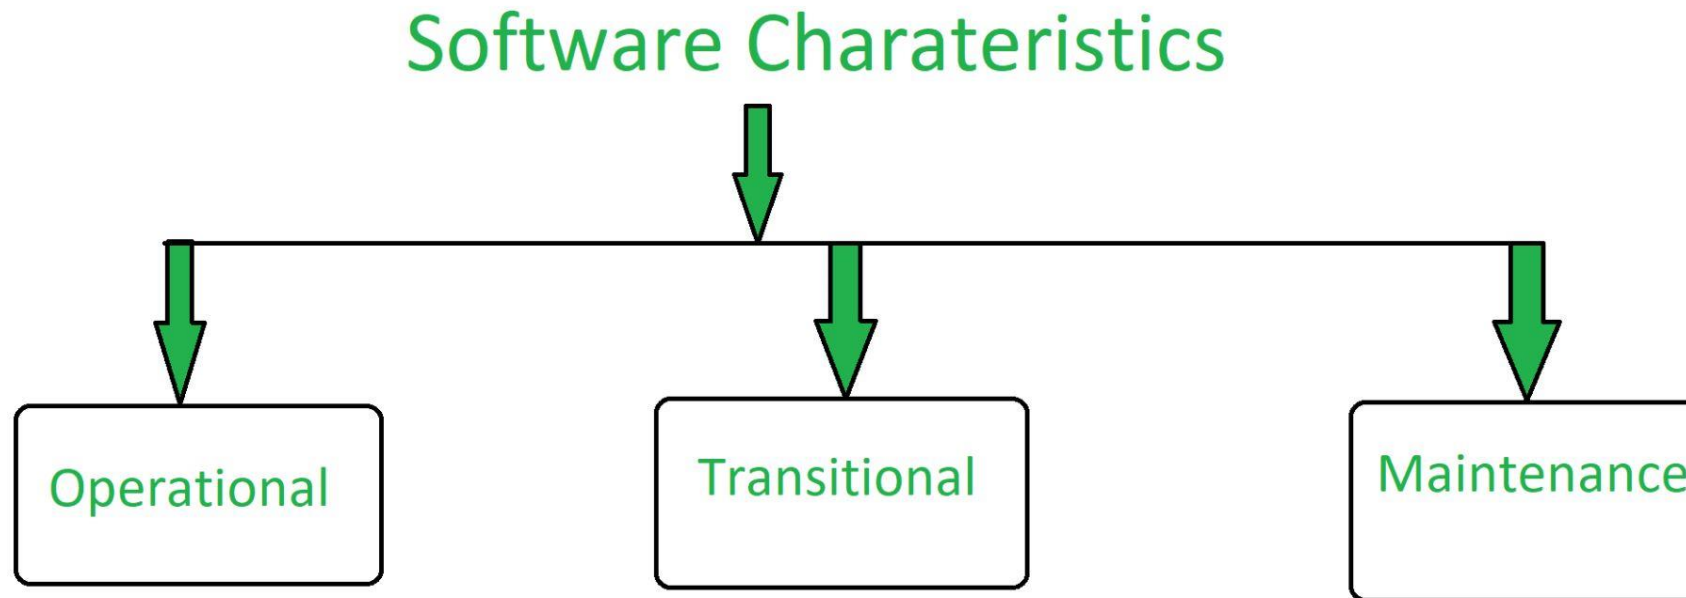 Software Charateristics
Operational
Transitional
Maintenance